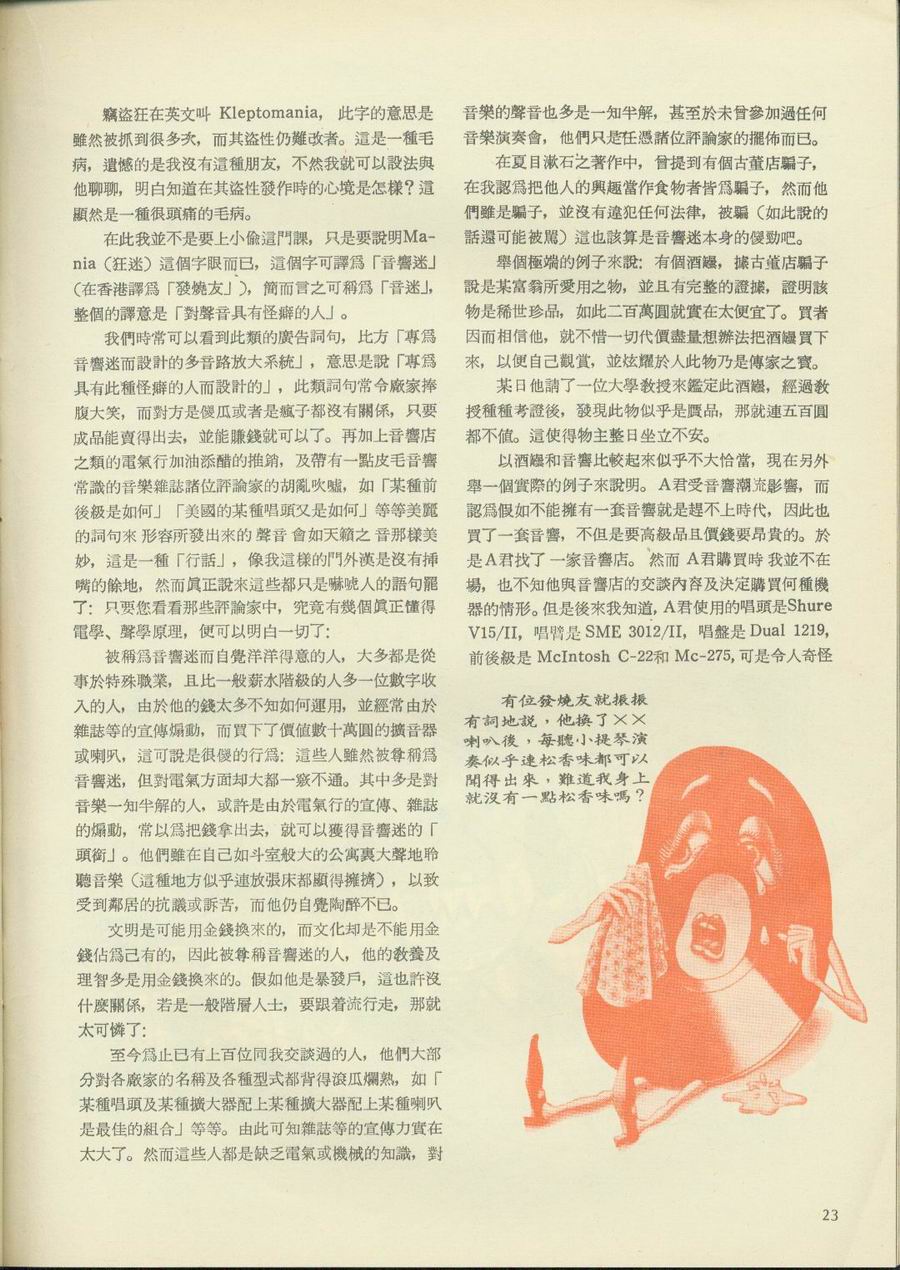 竊盜狂在英文叫 Kleptomania, 此字的意思是
雖然被抓到很多次，而其盜性仍難改者。這是一種毛
病，遺憾的是我沒有這種朋友，不然我就可以設法與
他聊聊，明白知道在其盜性發作時的心境是怎樣？這
顯然是一種很頭痛的毛病。
在此我並不是要上小偷這門課，只是要說明Ma-
nia（狂迷）這個字眼而已，這個字可譯爲「音響迷」
(在香港譯爲「發燒友」)，簡而言之可稱爲「音迷」，
整個的譯意是「對聲音具有怪癖的人」。
我們時常可以看到此類的廣告詞句，比方「專爲
音響迷而設計的多音路放大系統」，意思是說「專爲
具有此種怪癖的人而設計的」，此類詞句常令廠家捧
腹大笑，而對方是傻瓜或者是瘋子都沒有關係，只要
成品能賣得出去，並能賺錢就可以了。再加上音響店
之類的電氣行加油添醋的推銷，及帶有一點皮毛音響
常識的音樂雜誌諸位評論家的胡亂吹噓，如「某種前
後級是如何」「美國的某種唱頭又是如何」等等美麗
的詞句來 形容所發出來的 聲音 會如天籟之 音那樣美
妙，這是一種「行話」，像我這樣的門外漢是沒有挿
嘴的餘地，然而眞正說來這些都只是嚇唬人的語句罷
了：只要您看看那些評論家中，究竟有幾個眞正懂得
電學、聲學原理，便可以明白一切了：
被稱爲音響迷而自覺洋洋得意的人，大多都是從
事於特殊職業，且比一般薪水階級的人多一位數字收
入的人，由於他的錢太多不知如何運用，並經常由於
雜誌等的宣傳煽動，而買下了價值數十萬圓的擴音器
或喇叭，這可說是很傻的行爲：這些人雖然被尊稱爲
音響迷，但對電氣方面却大都一竅不通。其中多是對
音樂一知半解的人，或許是由於電氣行的宣傳、雜誌
的煽動，常以爲把錢拿出去，就可以獲得音響迷的「
頭銜」。他們雖在自己如斗室般大的公寓裏大聲地聆
聽音樂（這種地方似乎連放張床都顯得擁擠），以致
受到鄰居的抗議或訴苦，而他仍自覺陶醉不已。
文明是可能用金錢換來的，而文化却是不能用金
錢佔爲己有的，因此被尊稱音響迷的人，他的敎養及
理智多是用金錢換來的。假如他是暴發戶，這也許沒
什麼關係，若是一般階層人士，要跟着流行走，那就
太可憐了：
至今爲止已有上百位同我交談過的人，他們大部
分對各廠家的名稱及各種型式都背得滾瓜爛熟，如「
某種唱頭及某種擴大器配上某種擴大器配上某種喇叭
是最佳的組合」等等。由此可知雜誌等的宣傳力實在
太大了。然而這些人都是缺乏電氣或機械的知識，對
音樂的聲音也多是一知半解，甚至於未曾參加過任何
音樂演奏會，他們只是任憑諸位評論家的擺佈而已。
在夏目漱石之著作中，曾提到有個古董店騙子，
在我認爲把他人的興趣當作食物者皆爲騙子，然而他
們雖是騙子，並沒有違犯任何法律，被騙（如此說的
話還可能被罵）這也該算是音響迷本身的傻勁吧。
舉個極端的例子來說：有個酒罎，據古董店騙子
說是某富翁所愛用之物，並且有完整的證據，證明該
物是稀世珍品，如此二百萬圓就實在太便宜了。買者
因而相信他，就不惜一切代價盡量想辦法把酒罎買下
來，以便自己觀賞，並炫耀於人此物乃是傳家之寶。
某日他請了一位大學敎授來鑑定此酒罎，經過敎
授種種考證後，發現此物似乎是贋品，那就連五百圓
都不値。這使得物主整日坐立不安。
以酒罎和音響比較起來似乎不大恰當，現在另外
舉一個實際的例子來說明。A君受音響潮流影響，而
認爲假如不能擁有一套音響就是趕不上時代，因此也
買了一套音響，不但是要高級品且價錢要昂貴的。於
是A君找了 一家音響店。然而 A君購買時 我並不在
場，也不知他與音響店的交談內容及決定購買何種機
器的情形。但是後來我知道，A君使用的唱頭是Shure
V15/II，唱臂是 SME 3012/II，唱盤是 Dual 1219,
前後級是 McIntosh C-22和 Mc-275, 可是令人奇怪
有位發燒友就振振
有詞地說，他換了××
喇叭後，每聽小提琴演
奏似乎連松香味都可以
聞得出來，難道我身上
就沒有一點松香味嗎？
23